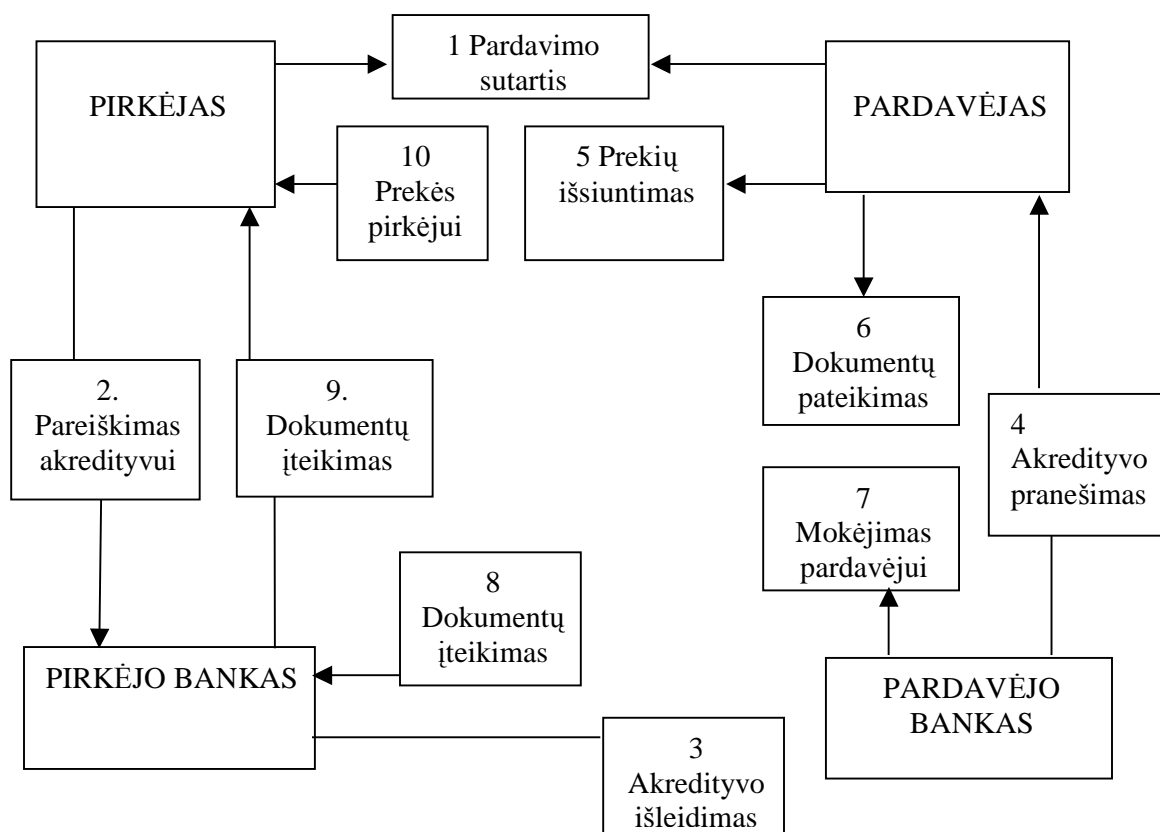 PIRKĖJAS
1 Pardavimo
sutartis
PARDAVĖJAS
10
Prekės
pirkėjui
5 Prekių
išsiuntimas
6
Dokumentų
pateikimas
2.
Pareiškimas
akredityvui
9.
Dokumentų
įteikimas
4
Akredityvo
pranešimas
7
Mokėjimas
pardavėjui
8
Dokumentų
įteikimas
PIRKĖJO BANKAS
PARDAVĖJO
BANKAS
3
Akredityvo
išleidimas